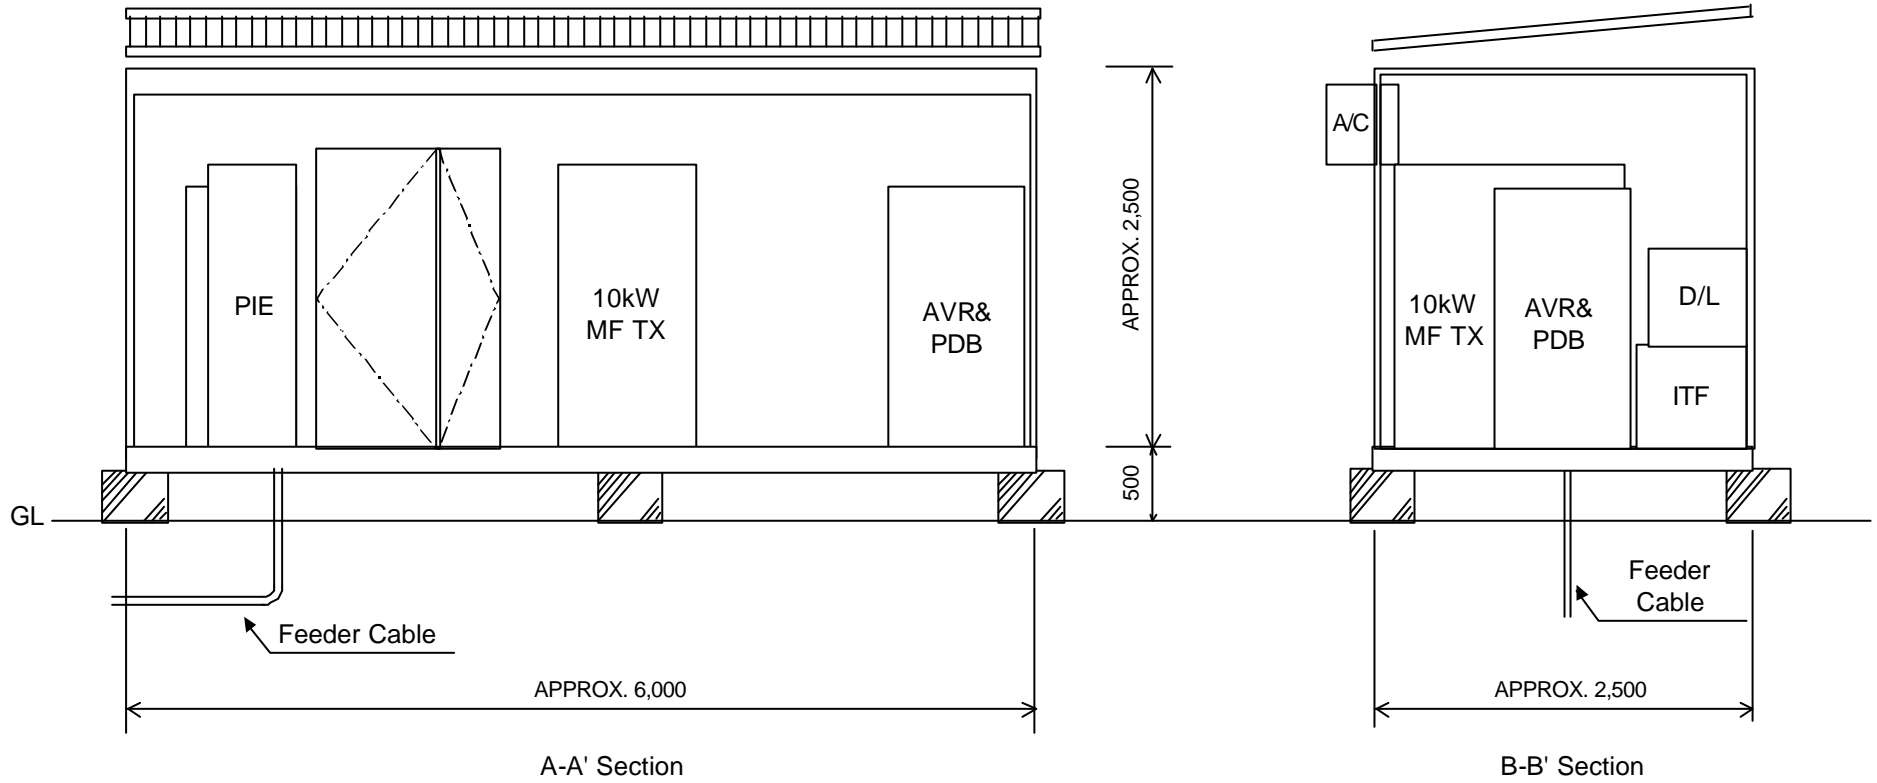 A/C
APPROX. 2,500
PIE
10kW
MF TX
AVR&
PDB
10kW
MF TX
AVR&
PDB
D/L
ITF
500
GL
Feeder Cable
Feeder
Cable
APPROX. 6,000
APPROX. 2,500
A-A' Section
B-B' Section